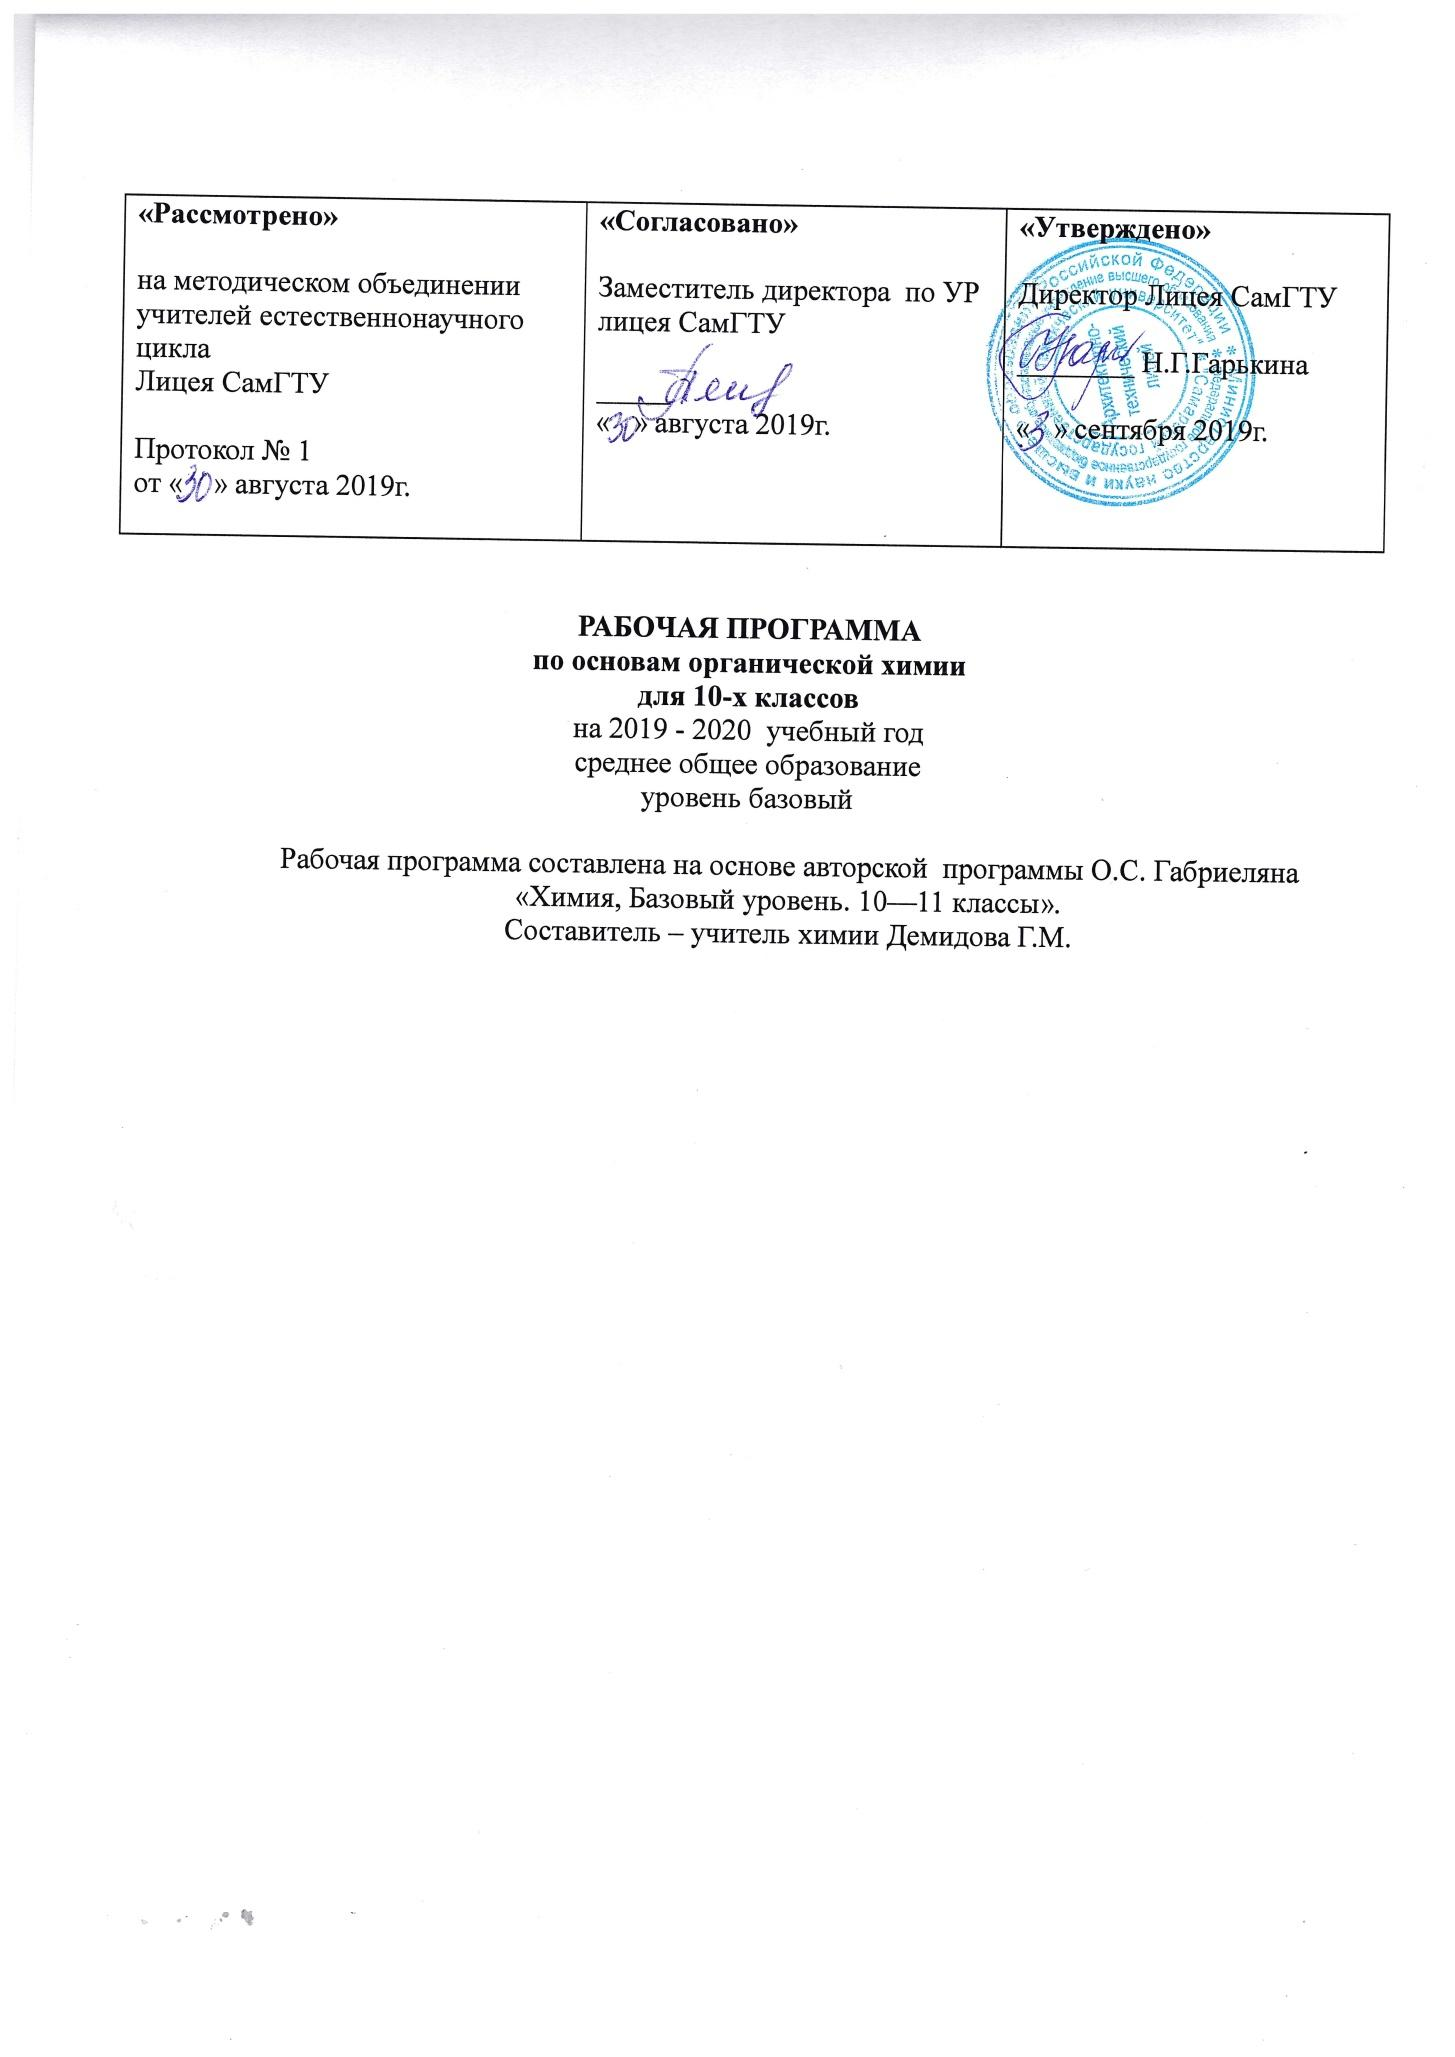 «Рассмотрено»
на методическом объединении
учителей естественнонаучного
цикла
Лицея СамГТУ
Протокол № 1
от «30» августа 2019г.
«Согласовано»
Заместитель директора по УР
лицея СамГТУ
«30» августа 2019г.
«Утверждено»
Директор Лицея СамГТУ
Н.Г.Гарькина
«3» сентября 2019г.
РАБОЧАЯ ПРОГРАММА
по основам органической химии
для 10-х классов
на 2019 - 2020 учебный год
среднее общее образование
уровень базовый
Рабочая программа составлена на основе авторской программы О.С. Габриеляна
«Химия, Базовый уровень. 10—11 классы».
Составитель – учитель химии Демидова Г.М.